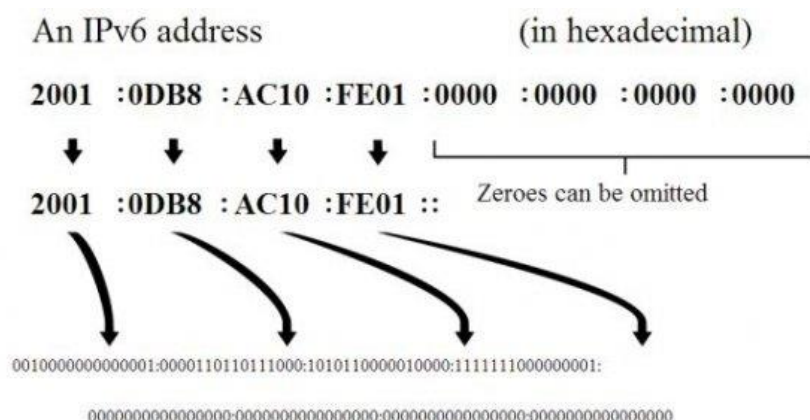 An IPv6 address (in hexadecimal)
2001 :0DB8 :AC10 :FE01 :0000 :0000 :0000 :0000
Zeroes can be omitted
2001 :0DB8 :AC10 :FE01 ::
0010000000000001:0000110110111000:1010110000010000:1111111000000001:
0000000000000000:0000000000000000:0000000000000000:0000000000000000